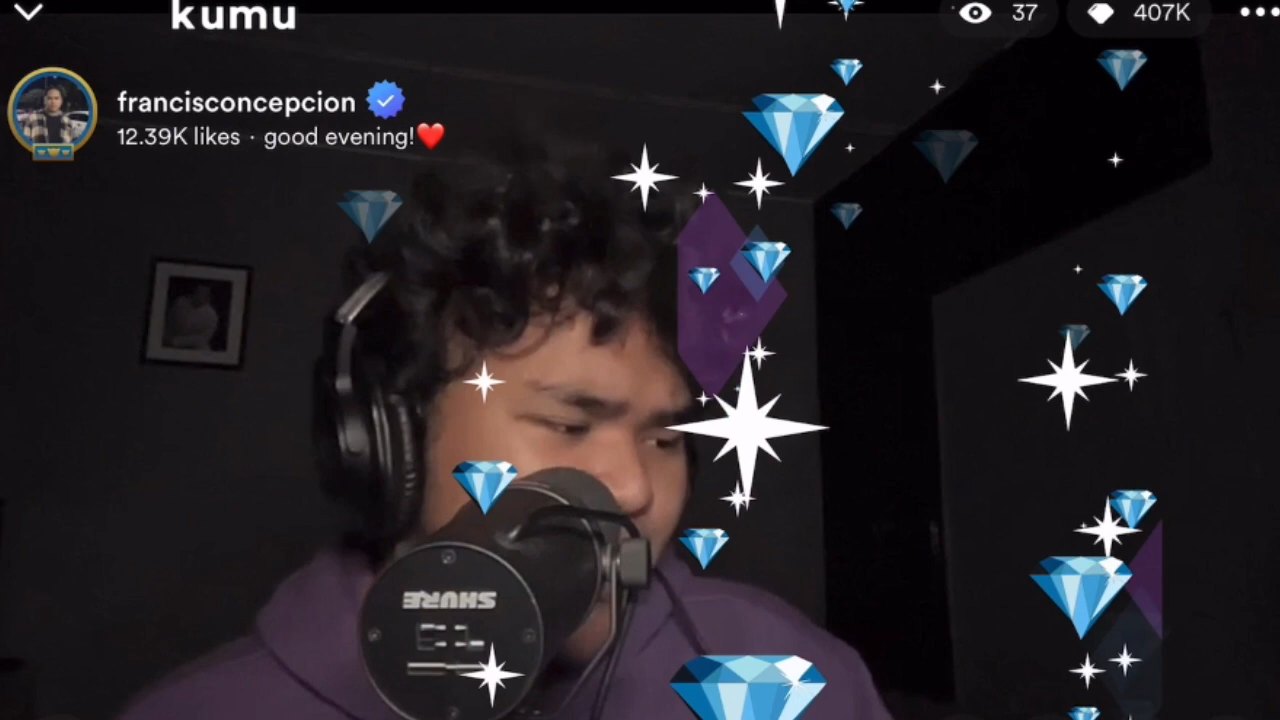 kumu
37
407K
francisconcepcion
12.39K likes · good evening!❤️
SHURE